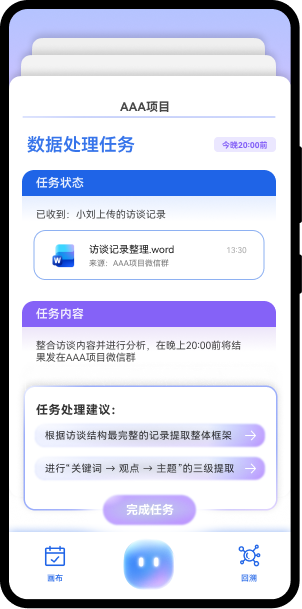 AAA项目
数据处理任务
今晚20:00前
任务状态
已收到：小刘上传的访谈记录
W
访谈记录整理.word
13:30
来源：AAA项目微信群
任务内容
整合访谈内容并进行分析，在晚上20:00前将结
果发在AAA项目微信群
任务处理建议：
根据访谈结构最完整的记录提取整体框架
进行“关键词 → 观点 → 主题”的三级提取
完成任务
画布
回溯